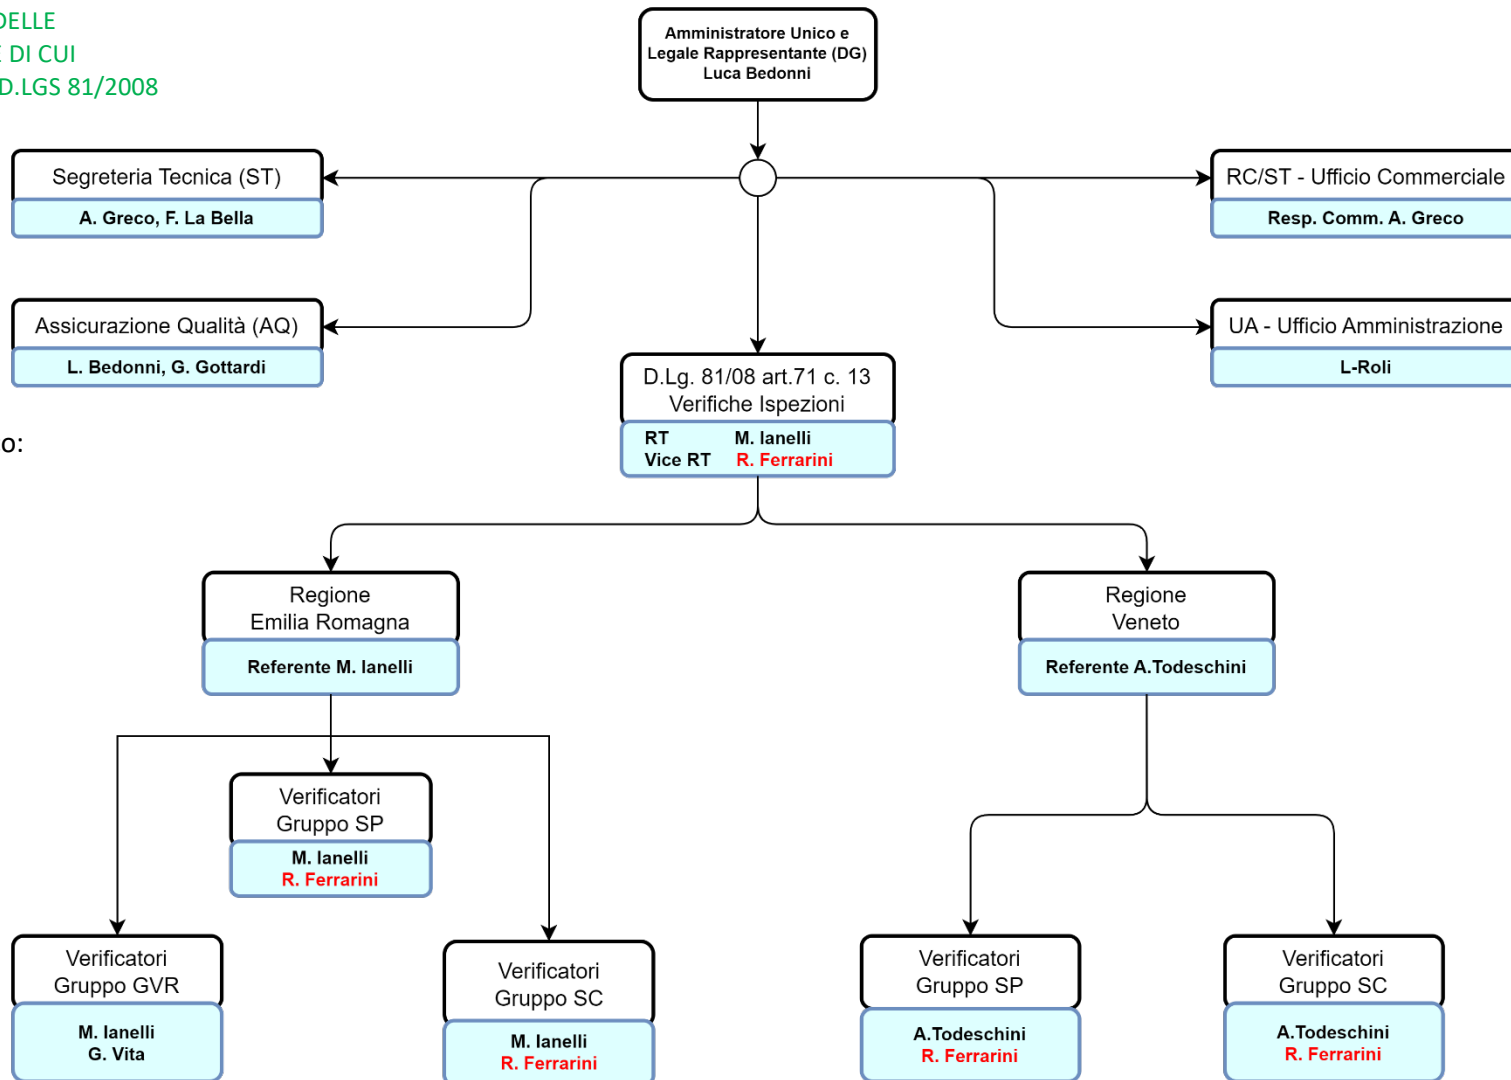 DELLE
E DI CUI
D.LGS 81/2008
Amministratore Unico e
Legale Rappresentante (DG)
Luca Bedonni
Segreteria Tecnica (ST)
A. Greco, F. La Bella
RC/ST - Ufficio Commerciale
Resp. Comm. A. Greco
Assicurazione Qualità (AQ)
L. Bedonni, G. Gottardi
UA - Ufficio Amministrazione
L-Roli
D.Lg. 81/08 art.71 c. 13
Verifiche Ispezioni
RT M. Ianelli
Vice RT R. Ferrarini
o:
Regione
Emilia Romagna
Referente M. Ianelli
Regione
Veneto
Referente A.Todeschini
Verificatori
Gruppo SP
M. Ianelli
R. Ferrarini
Verificatori
Gruppo GVR
M. Ianelli
G. Vita
Verificatori
Gruppo SC
M. Ianelli
R. Ferrarini
Verificatori
Gruppo SP
A.Todeschini
R. Ferrarini
Verificatori
Gruppo SC
A.Todeschini
R. Ferrarini